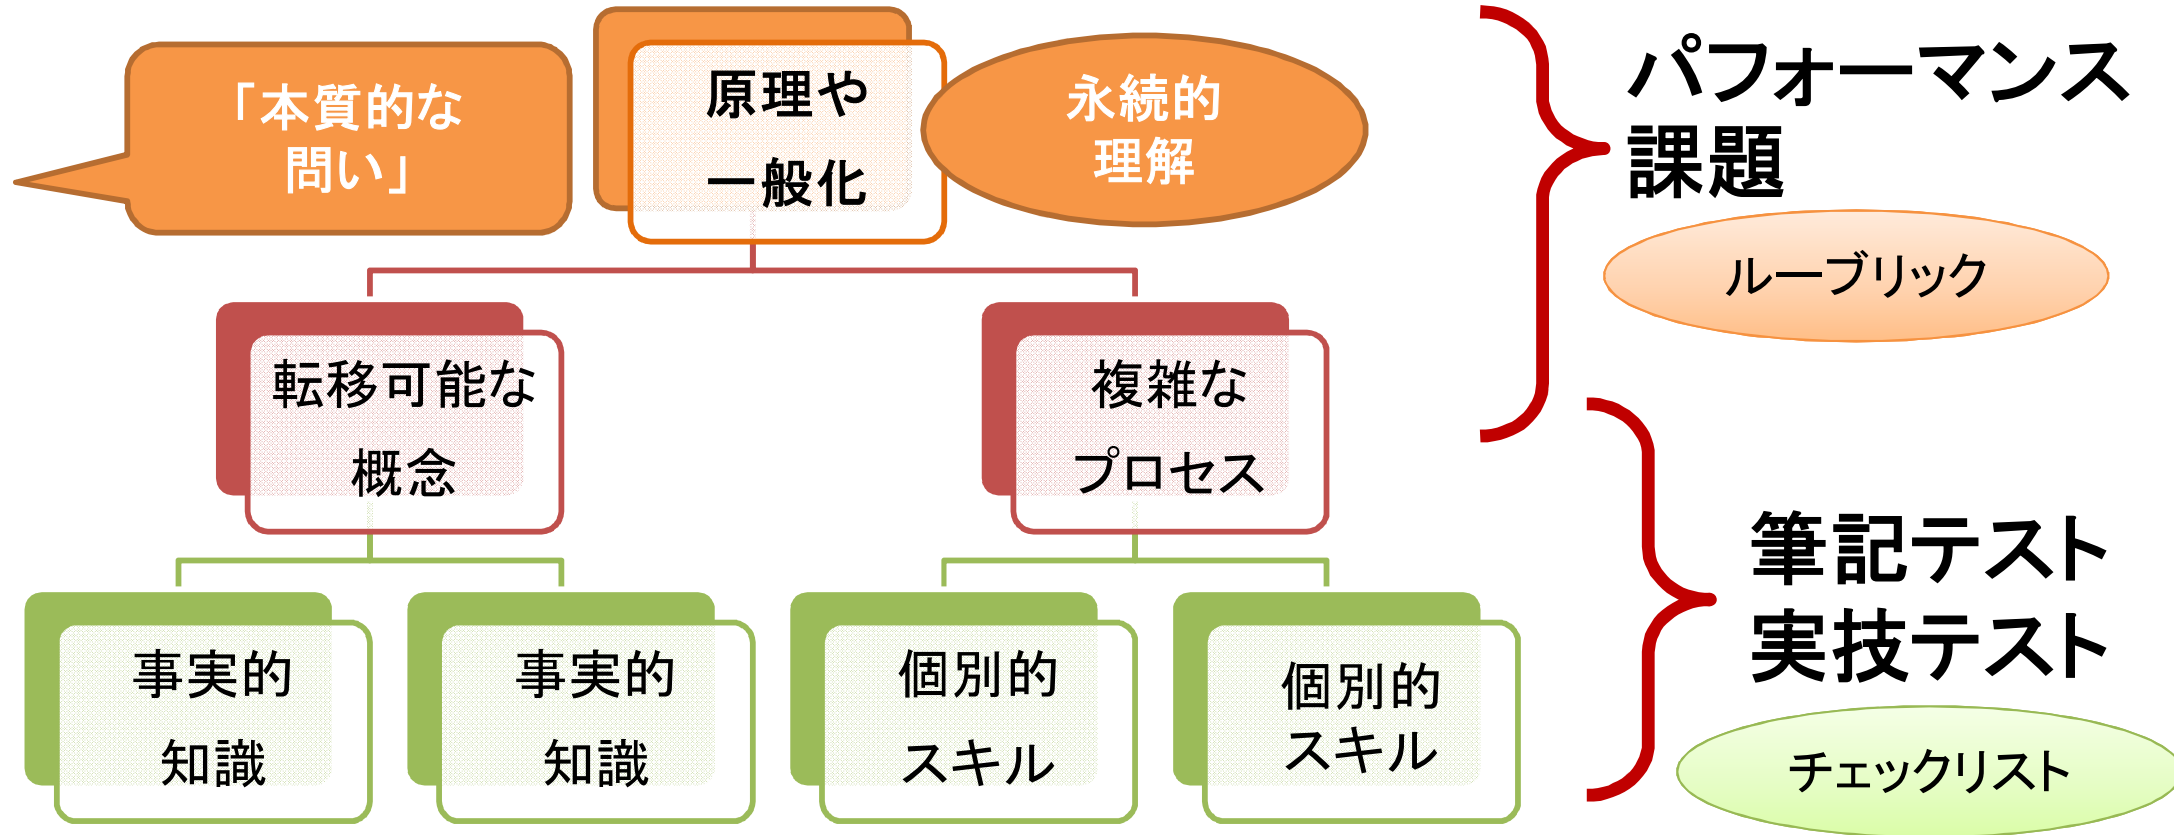 「本質的な
問い」
原理や
一般化
永続的
理解
パフォーマンス
課題
ルーブリック
転移可能な
概念
複雑な
プロセス
筆記テスト
実技テスト
チェックリスト
事実的
知識
事実的
知識
個別的
スキル
個別的
スキル